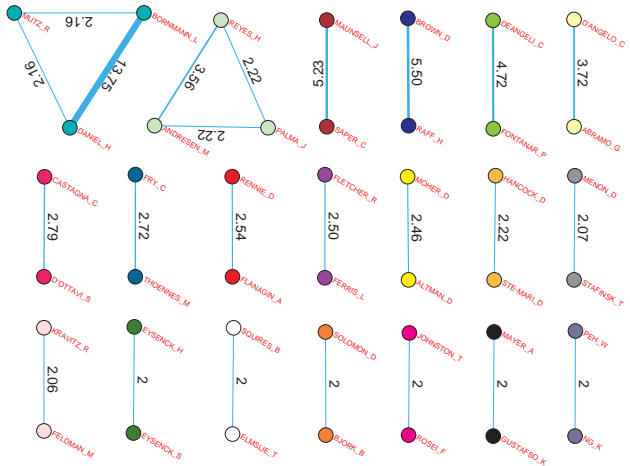 MUTZ_R
2.16
BORNMANN_L
2.16
13.75
DANIEL_H
REYES_H
3.56
2.22
ANDRESEN_M
2.22
PALMA_J
MAUNSELL_J
5.23
SAPER_C
BROWN_D
5.50
RAFF_H
DEANGELI_C
4.72
FONTANAR_P
D'ANGELO_C
3.72
ABRAMO_G
CASTAGNA_C
2.79
D'OTTAVI_S
FRY_C
2.72
THOENNES_M
RENNIE_D
2.54
FLANAGIN_A
FLETCHER_R
2.50
FERRIS_L
MOHER_D
2.46
ALTMAN_D
HANCOCK_D
2.22
STE-MARI_D
MENON_D
2.07
STAFINSK_T
KRAVITZ_R
2.06
FELDMAN_M
EYSENCK_H
2
EYSENCK_S
SQUIRES_B
2
ELMSLIE_T
SOLOMON_D
2
BJORK_B
JOHNSTON_T
2
ROSEI_F
MAYER_A
2
GUSTAFSO_K
PEH_W
2
NG_K